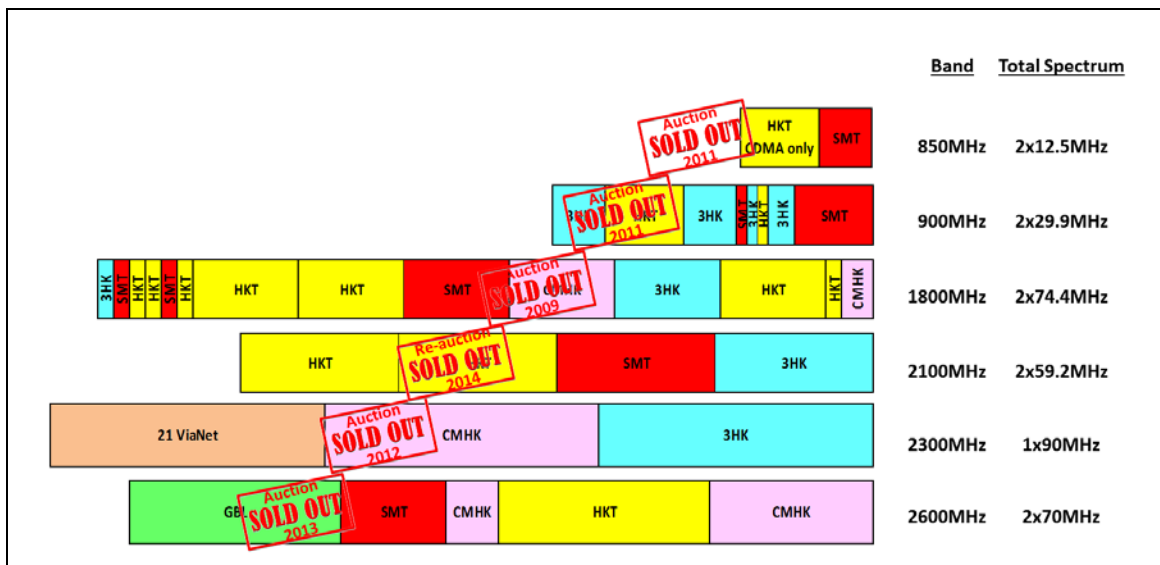 Band Total Spectrum
Auction
SOLD OUT
2011
HKT
CDMA only
SMT
850MHz 2x12.5MHz
3HK
Auction
SOLD OUT
2011
HKT
3HK
SMT
3HK
HKT
3HK
SMT
900MHz 2x29.9MHz
3HK
SMT
HKT
HKT
SMT
HKT
HKT
HKT
SMT
Auction
SOLD OUT
2009
CMHK
3HK
HKT
HKT
CMHK
1800MHz 2x74.4MHz
HKT
Re-auction
SOLD OUT
2014
SMT
3HK
2100MHz 2x59.2MHz
21 ViaNet
Auction
SOLD OUT
2012
CMHK
3HK
2300MHz 1x90MHz
GBL
Auction
SOLD OUT
2013
SMT
CMHK
HKT
CMHK
2600MHz 2x70MHz